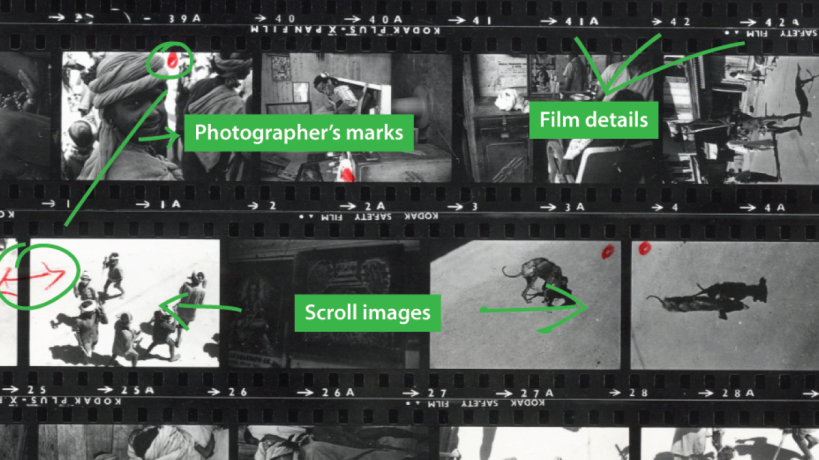 → 39A → 40 → 40A → 41 → 41A → 42 → 42A
KODAK PLUS-X PAN FILM
SAFETY FILM
Film details
Photographer's marks
→ 1 → 1A → 2 → 2A → 3 → 3A → 4 → 4A
KODAK SAFETY FILM
Scroll images
→ 25 → 25A → 26 → 26A → 27 → 27A → 28 → 28A
KODAK PLUS-X
KODAK SAFETY FILM